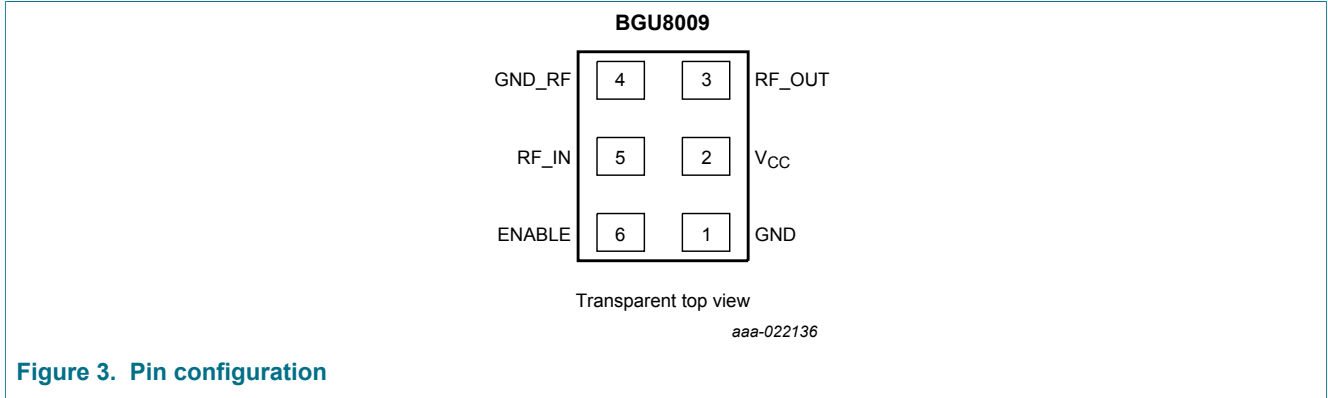 BGU8009
GND_RF 4 3 RF_OUT
RF_IN 5 2 VCC
ENABLE 6 1 GND
Transparent top view
aaa-022136
Figure 3. Pin configuration